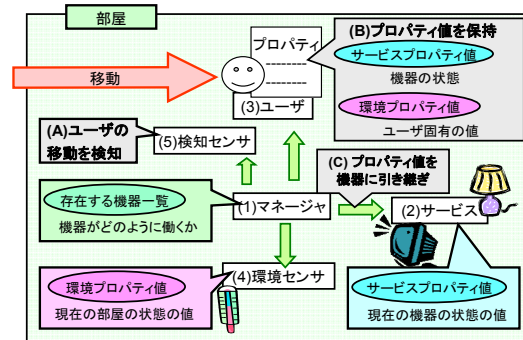 部屋
プロパティ
(B)プロパティ値を保持
サービスプロパティ値
機器の状態
環境プロパティ値
ユーザ固有の値
移動
(3)ユーザ
(A)ユーザの
移動を検知
(5)検知センサ
(C) プロパティ値を
機器に引き継ぎ
存在する機器一覧
機器がどのように働くか
(1)マネージャ
(2)サービス
(4)環境センサ
環境プロパティ値
現在の部屋の状態の値
サービスプロパティ値
現在の機器の状態の値